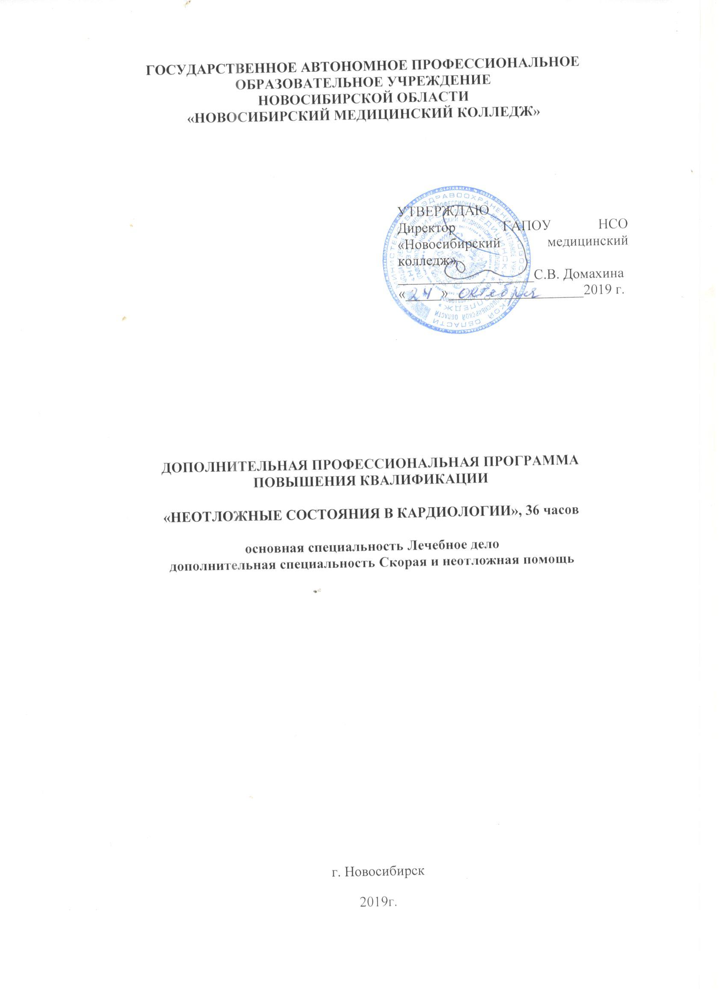 ГОСУДАРСТВЕННОЕ АВТОНОМНОЕ ПРОФЕССИОНАЛЬНОЕ
ОБРАЗОВАТЕЛЬНОЕ УЧРЕЖДЕНИЕ
НОВОСИБИРСКОЙ ОБЛАСТИ
«НОВОСИБИРСКИЙ МЕДИЦИНСКИЙ КОЛЛЕДЖ»
УТВЕРЖДАЮ
Директор ГАПОУ НСО
«Новосибирский медицинский
колледж»
С.В. Домахина
«24» октября 2019 г.
ДОПОЛНИТЕЛЬНАЯ ПРОФЕССИОНАЛЬНАЯ ПРОГРАММА
ПОВЫШЕНИЯ КВАЛИФИКАЦИИ
«НЕОТЛОЖНЫЕ СОСТОЯНИЯ В КАРДИОЛОГИИ», 36 часов
основная специальность Лечебное дело
дополнительная специальность Скорая и неотложная помощь
г. Новосибирск
2019г.